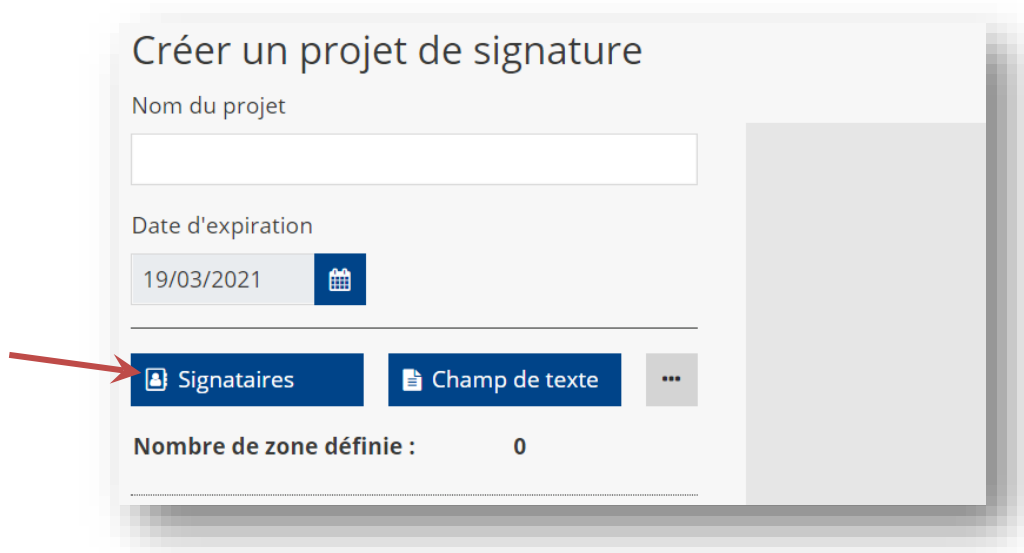 Créer un projet de signature
Nom du projet
Date d'expiration
19/03/2021
Signataires Champ de texte ...
Nombre de zone définie : 0